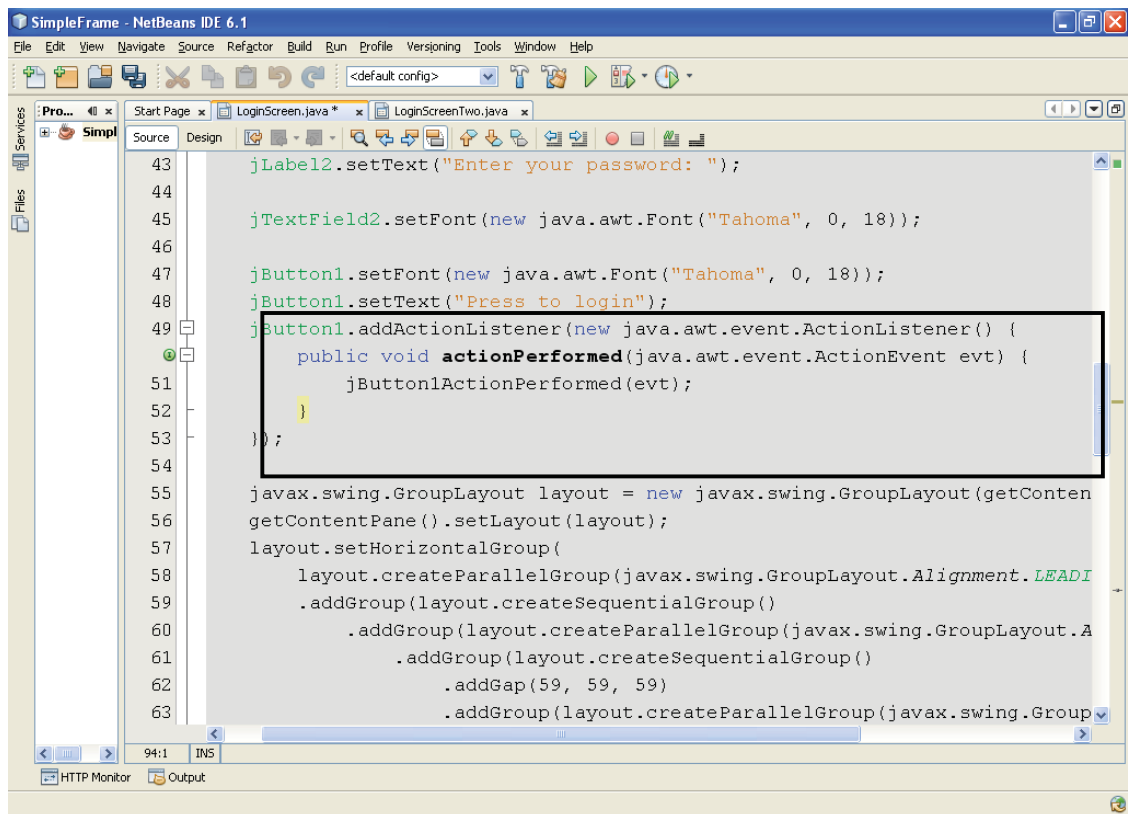 SimpleFrame - NetBeans IDE 6.1
File Edit View Navigate Source Refactor Build Run Profile Versioning Tools Window Help
<default config>
Services
Files
Pro...
Start Page
LoginScreen.java *
LoginScreenTwo.java
Simpl
Source Design
43 jLabel2.setText("Enter your password: ");
44
45 jTextField2.setFont(new java.awt.Font("Tahoma", 0, 18));
46
47 jButton1.setFont(new java.awt.Font("Tahoma", 0, 18));
48 jButton1.setText("Press to login");
49 jButton1.addActionListener(new java.awt.event.ActionListener() {
public void actionPerformed(java.awt.event.ActionEvent evt) {
51 jButton1ActionPerformed(evt);
52 }
53 });
54
55 javax.swing.GroupLayout layout = new javax.swing.GroupLayout(getConten
56 getContentPane().setLayout(layout);
57 layout.setHorizontalGroup(
58 layout.createParallelGroup(javax.swing.GroupLayout.Alignment.LEADI
59 .addGroup(layout.createSequentialGroup()
60 .addGroup(layout.createParallelGroup(javax.swing.GroupLayout.A
61 .addGroup(layout.createSequentialGroup()
62 .addGap(59, 59, 59)
63 .addGroup(layout.createParallelGroup(javax.swing.Group
94:1 INS
HTTP Monitor Output